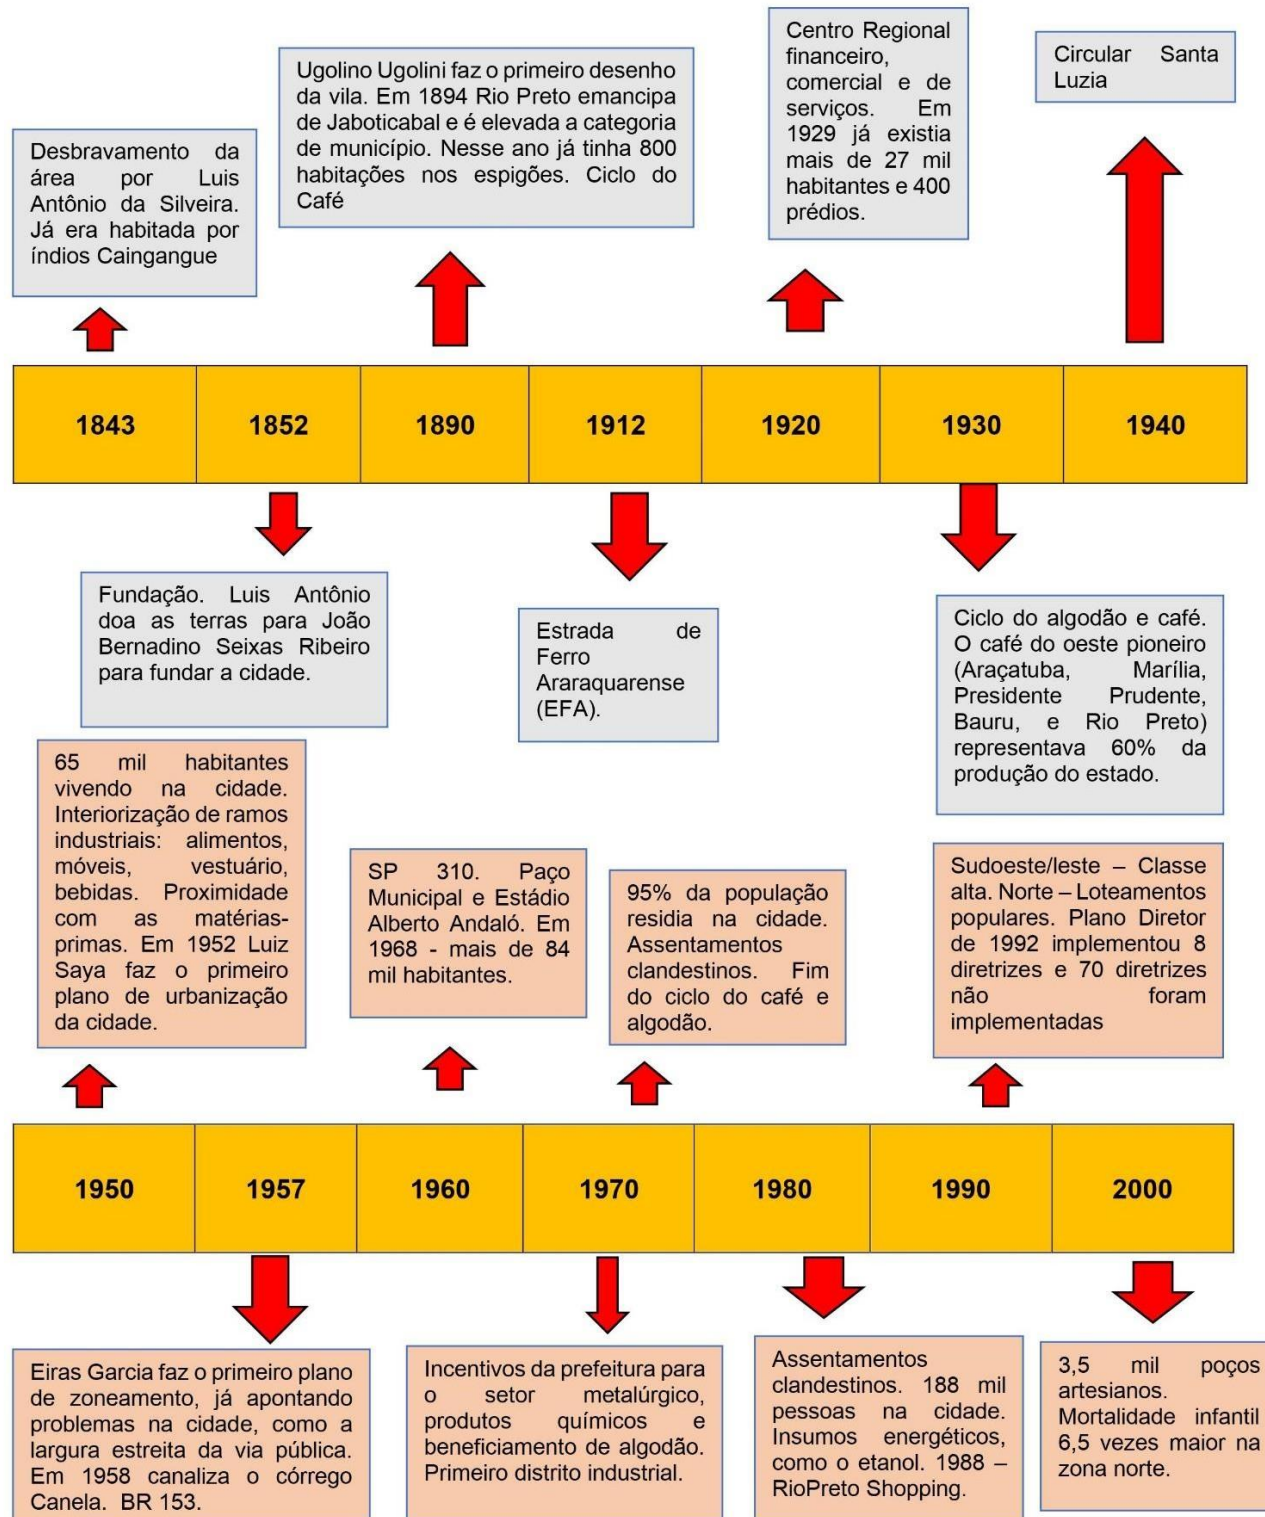 Desbravamento da
área por Luis
Antônio da Silveira.
Já era habitada por
índios Caingangue
Ugolino Ugolini faz o primeiro desenho
da vila. Em 1894 Rio Preto emancipa
de Jaboticabal e é elevada a categoria
de município. Nesse ano já tinha 800
habitações nos espigões. Ciclo do
Café
Centro Regional
financeiro,
comercial e de
serviços. Em
1929 já existia
mais de 27 mil
habitantes e 400
prédios.
Circular Santa
Luzia
1843
1852
1890
1912
1920
1930
1940
Fundação. Luis Antônio
doa as terras para João
Bernadino Seixas Ribeiro
para fundar a cidade.
Estrada de
Ferro
Araraquarense
(EFA).
Ciclo do algodão e café.
O café do oeste pioneiro
(Araçatuba, Marília,
Presidente Prudente,
Bauru, e Rio Preto)
representava 60% da
produção do estado.
65 mil habitantes
vivendo na cidade.
Interiorização de ramos
industriais: alimentos,
móveis, vestuário,
bebidas. Proximidade
com as matérias-
primas. Em 1952 Luiz
Saya faz o primeiro
plano de urbanização
da cidade.
SP 310. Paço
Municipal e Estádio
Alberto Andaló. Em
1968 - mais de 84
mil habitantes.
95% da população
residia na cidade.
Assentamentos
clandestinos. Fim
do ciclo do café e
algodão.
Sudoeste/leste – Classe
alta. Norte – Loteamentos
populares. Plano Diretor
de 1992 implementou 8
diretrizes e 70 diretrizes
não foram
implementadas
1950
1957
1960
1970
1980
1990
2000
Eiras Garcia faz o primeiro plano
de zoneamento, já apontando
problemas na cidade, como a
largura estreita da via pública.
Em 1958 canaliza o córrego
Canela. BR 153.
Incentivos da prefeitura para
o setor metalúrgico,
produtos químicos e
beneficiamento de algodão.
Primeiro distrito industrial.
Assentamentos
clandestinos. 188 mil
pessoas na cidade.
Insumos energéticos,
como o etanol. 1988 –
RioPreto Shopping.
3,5 mil poços
artesianos.
Mortalidade infantil
6,5 vezes maior na
zona norte.